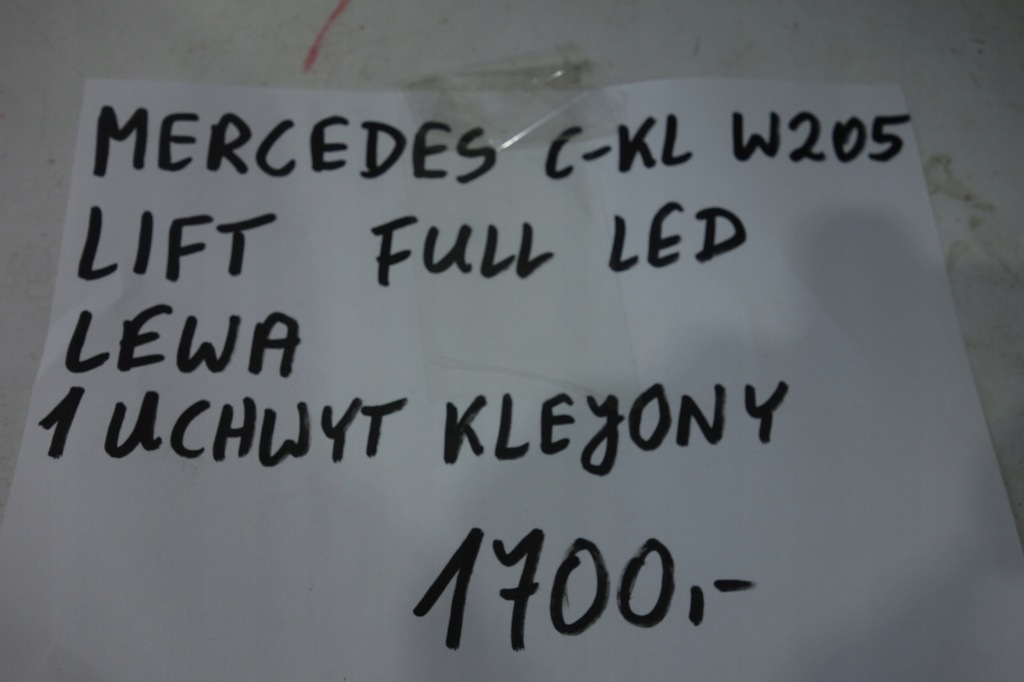 MERCEDES C-KL W205
LIFT FULL LED
LEWA
1 UCHWYT KLEJONY
1700,-